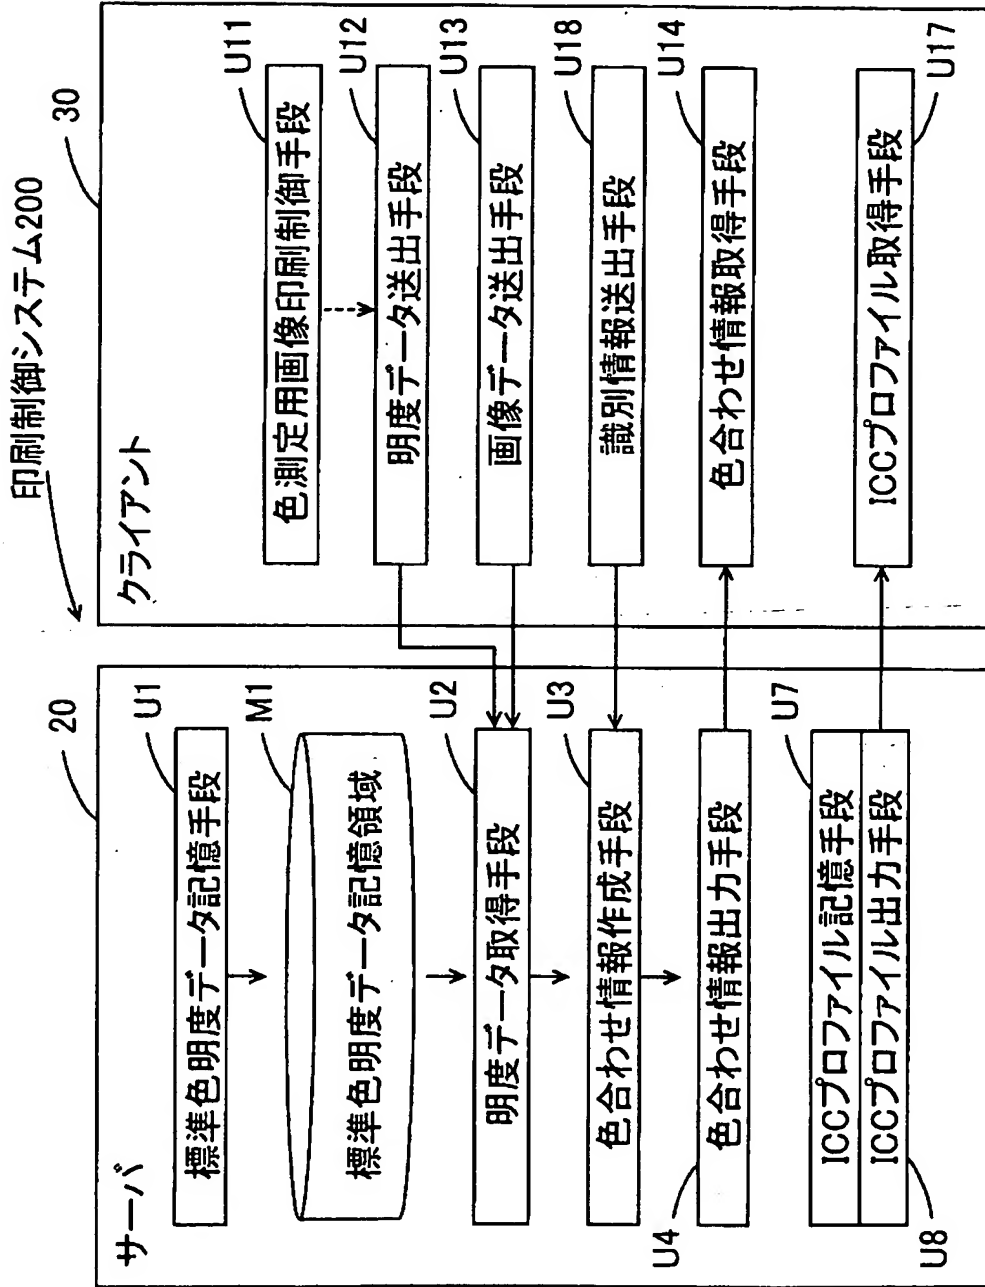 印刷制御システム200
20
サーバ
U1
標準色明度データ記憶手段
M1
標準色明度データ記憶領域
U2
明度データ取得手段
U3
色合わせ情報作成手段
色合わせ情報出力手段
U4
U7
ICCプロファイル記憶手段
ICCプロファイル出力手段
U8
30
クライアント
U11
色測定用画像印刷制御手段
U12
明度データ送出手段
U13
画像データ送出手段
U18
識別情報送出手段
U14
色合わせ情報取得手段
U17
ICCプロファイル取得手段